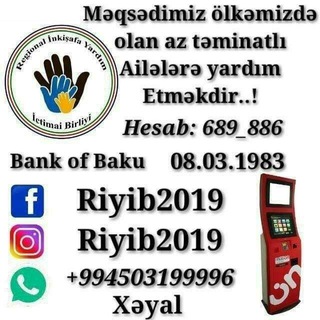 Məqsədimiz ölkəmizdə
olan az təminatlı
Ailələrə yardım
Etməkdir..!
Regional İnkişafa Yardım
İctimai Birliyi
Hesab: 689_886
Bank of Baku 08.03.1983
Riyib2019
Riyib2019
+994503199996
Xəyal